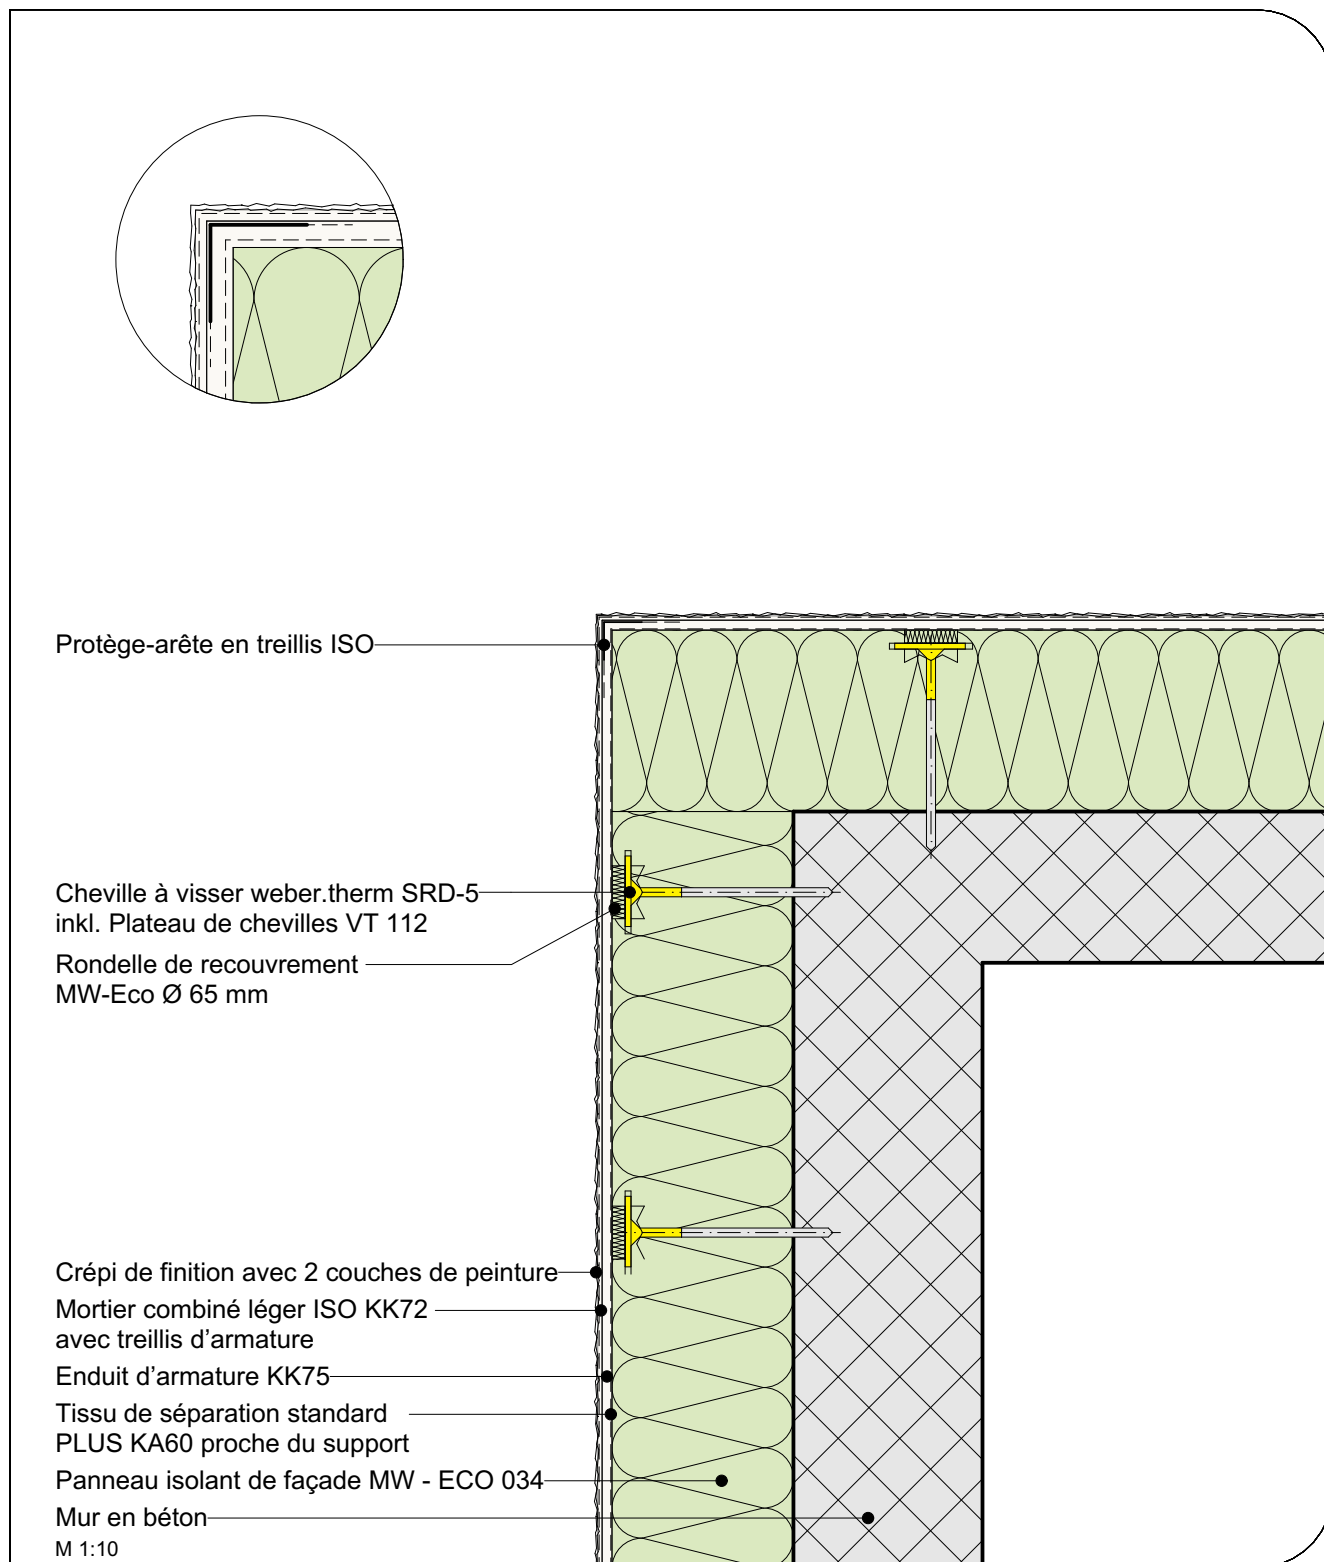 Protège-arête en treillis ISO
Cheville à visser weber.therm SRD-5
inkl. Plateau de chevilles VT 112
Rondelle de recouvrement
MW-Eco Ø 65 mm
Crépi de finition avec 2 couches de peinture
Mortier combiné léger ISO KK72
avec treillis d’armature
Enduit d’armature KK75
Tissu de séparation standard
PLUS KA60 proche du support
Panneau isolant de façade MW - ECO 034
Mur en béton
M 1:10